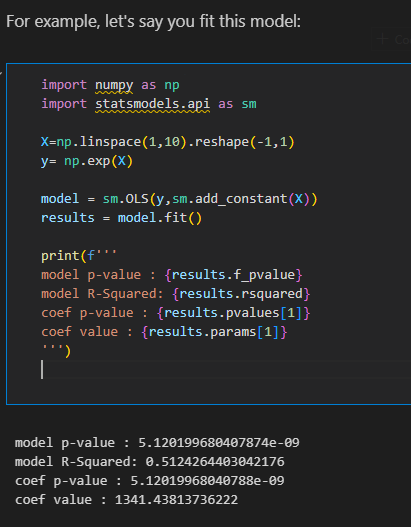 For example, let's say you fit this model:
import numpy as np
import statsmodels.api as sm
X=np.linspace(1,10).reshape(-1,1)
y= np.exp(X)
model = sm.OLS(y,sm.add_constant(X))
results = model.fit()
print(f'''
model p-value : {results.f_pvalue}
model R-Squared: {results.rsquared}
coef p-value : {results.pvalues[1]}
coef value : {results.params[1]}
''')
model p-value : 5.120199680407874e-09
model R-Squared: 0.5124264403042176
coef p-value : 5.12019968040788e-09
coef value : 1341.43813736222